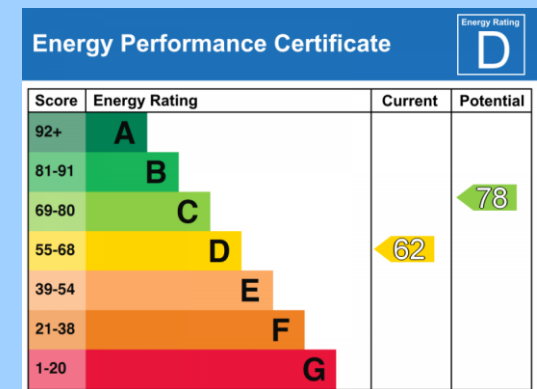 Energy Rating
Energy Performance Certificate D
Score Energy Rating Current Potential
92+ A
81-91 B
78
69-80 C
55-68 D 62
39-54 E
21-38 F
1-20 G